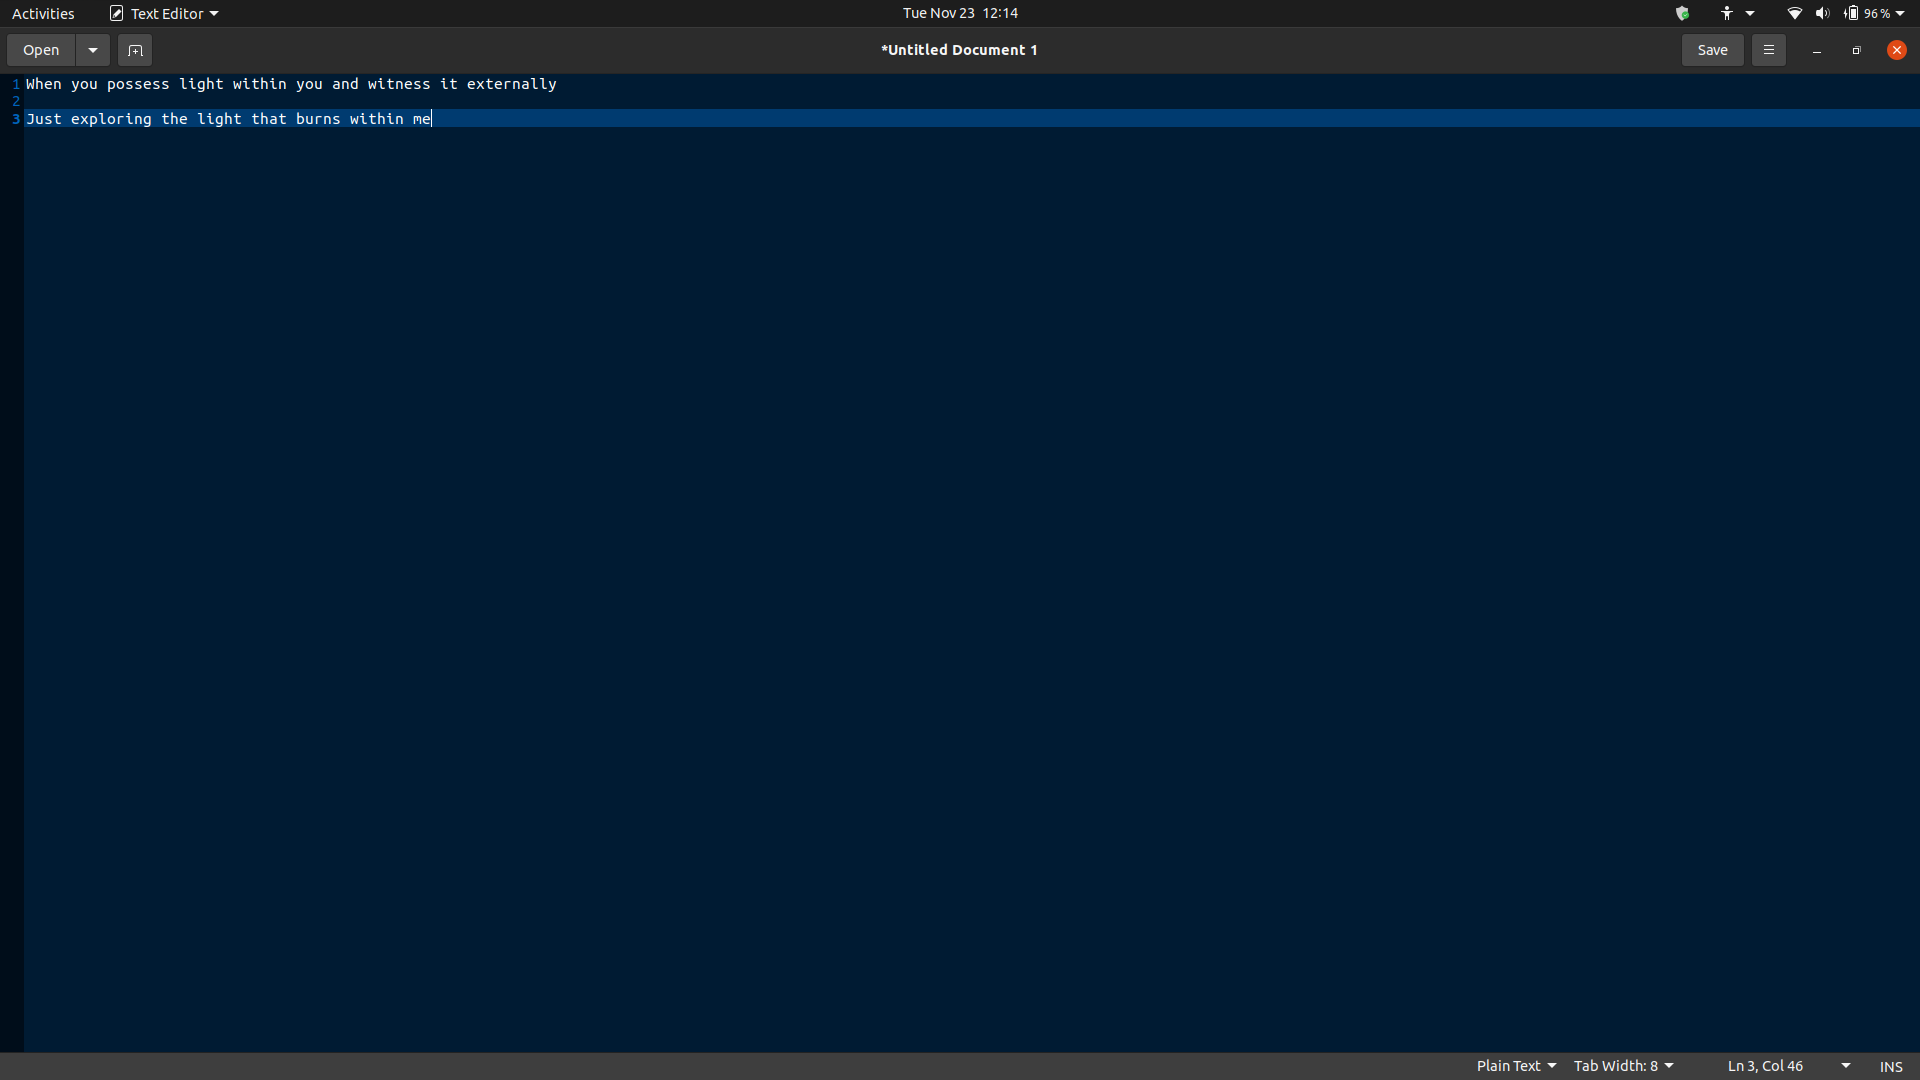 Activities Text Editor Tue Nov 23 12:14 96%
Open *Untitled Document 1 Save
1 When you possess light within you and witness it externally
2
3 Just exploring the light that burns within me
Plain Text Tab Width: 8 Ln 3, Col 46 INS